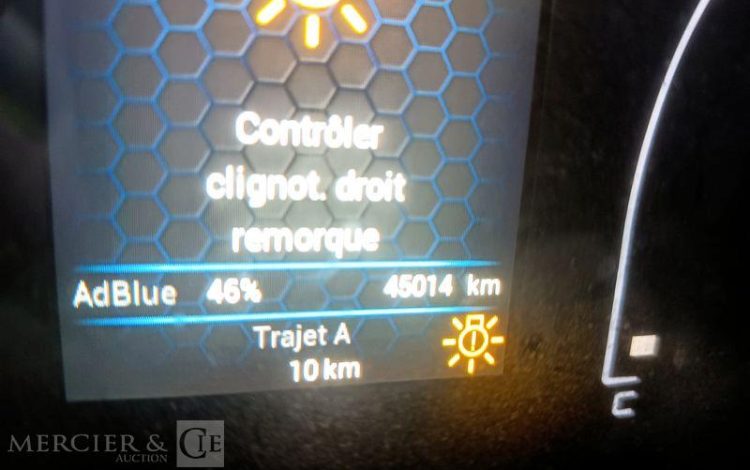 Contrôler
clignot. droit
remorque
AdBlue 46% 45014 km
Trajet A
10 km
C
MERCIER & CIE
AUCTION